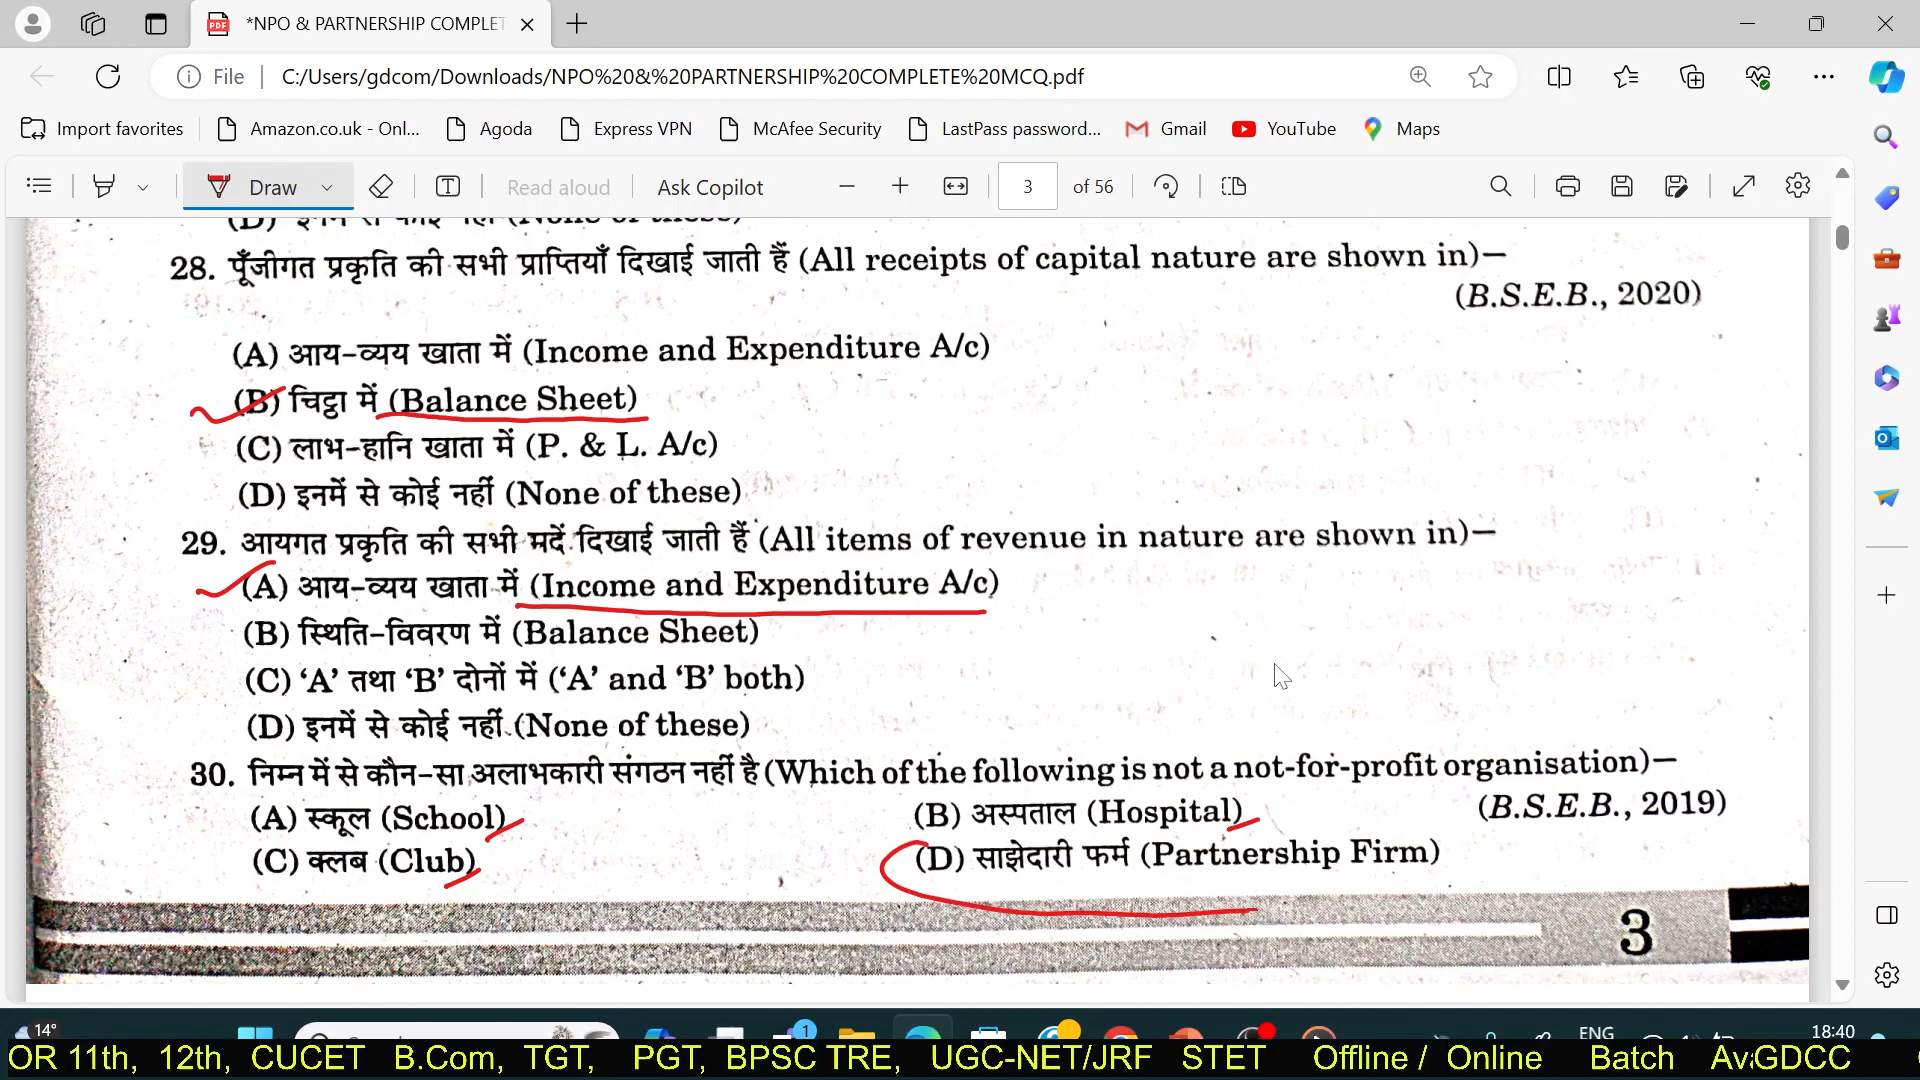 *NPO & PARTNERSHIP COMPLET
File
C:/Users/gdcom/Downloads/NPO%20&%20PARTNERSHIP%20COMPLETE%20MCQ.pdf
Import favorites Amazon.co.uk - Onl... Agoda Express VPN McAfee Security LastPass password... Gmail YouTube Maps
Draw Read aloud Ask Copilot 3 of 56
(D) इनमें से कोई नहीं (None of these)
28. पूँजीगत प्रकृति की सभी प्राप्तियाँ दिखाई जाती हैं (All receipts of capital nature are shown in)–
(B.S.E.B., 2020)
(A) आय-व्यय खाता में (Income and Expenditure A/c)
(B) चिट्ठा में (Balance Sheet)
(C) लाभ-हानि खाता में (P. & L. A/c)
(D) इनमें से कोई नहीं (None of these)
29. आयगत प्रकृति की सभी मदें दिखाई जाती हैं (All items of revenue in nature are shown in)–
(A) आय-व्यय खाता में (Income and Expenditure A/c)
(B) स्थिति-विवरण में (Balance Sheet)
(C) 'A' तथा 'B' दोनों में ('A' and 'B' both)
(D) इनमें से कोई नहीं (None of these)
30. निम्न में से कौन-सा अलाभकारी संगठन नहीं है (Which of the following is not a not-for-profit organisation)–
(A) स्कूल (School) (B) अस्पताल (Hospital) (B.S.E.B., 2019)
(C) क्लब (Club) (D) साझेदारी फर्म (Partnership Firm)
3
14° 1 ENG 18:40
OR 11th, 12th, CUCET B.Com, TGT, PGT, BPSC TRE, UGC-NET/JRF STET Offline / Online Batch GDCC